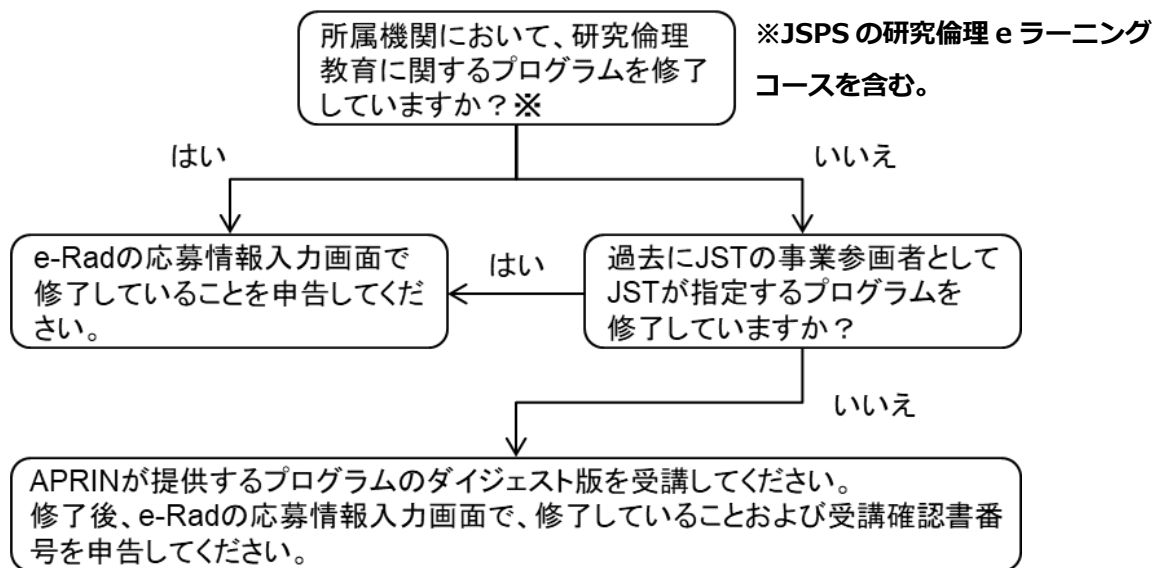 所属機関において、研究倫理
教育に関するプログラムを修了
していますか？※
※JSPS の研究倫理 e ラーニング
コースを含む。
はい
いいえ
e-Radの応募情報入力画面で
修了していることを申告してくだ
さい。
はい
過去にJSTの事業参画者として
JSTが指定するプログラムを
修了していますか？
いいえ
APRINが提供するプログラムのダイジェスト版を受講してください。
修了後、e-Radの応募情報入力画面で、修了していることおよび受講確認書番
号を申告してください。